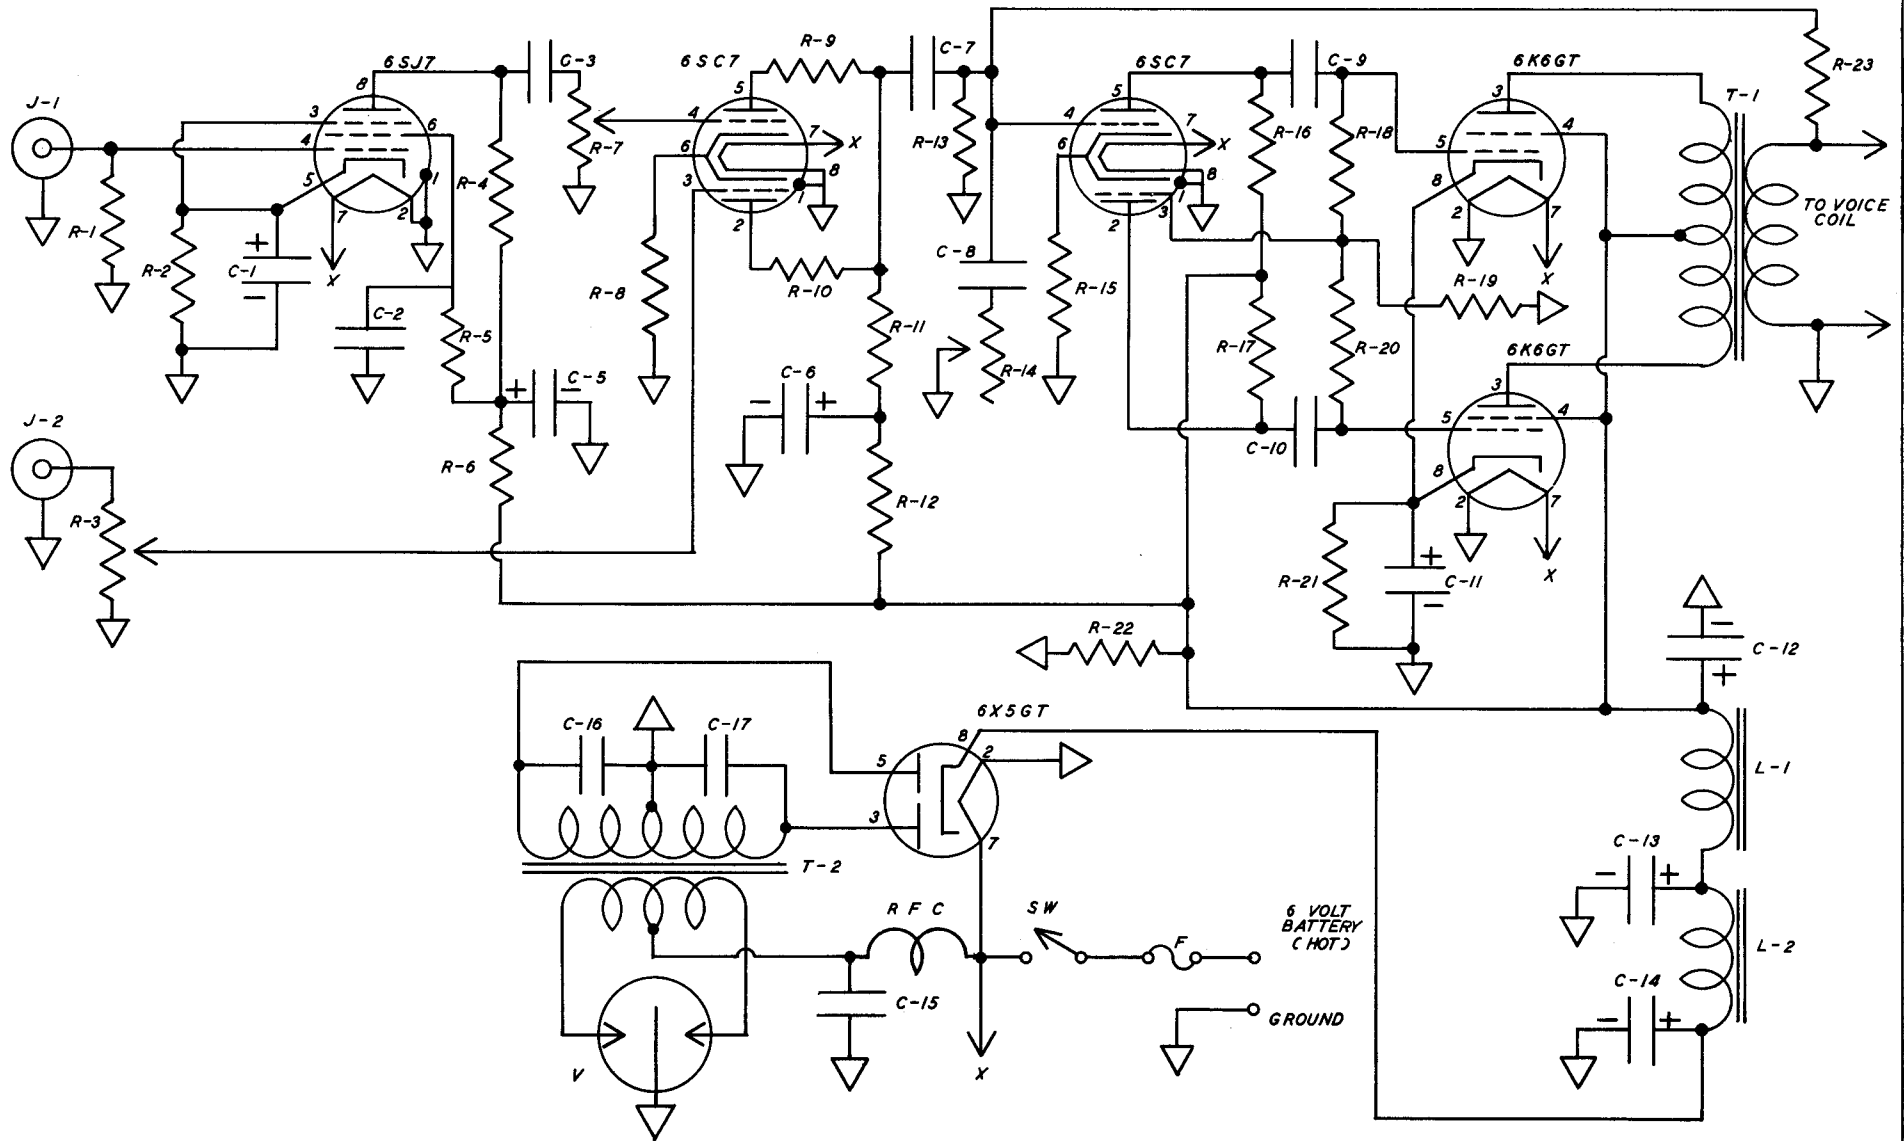 6SJ7
C-3
6SC7
R-9
C-7
6SC7
C-9
6K6GT
T-1
R-23
J-1
8
3
4
6
5
1
7
2
X
R-1
R-2
C-1
+
-
R-4
R-7
C-2
R-5
5
4
7
X
6
8
3
1
2
R-8
R-10
R-13
R-11
5
4
7
X
6
8
1
3
2
C-8
R-14
R-15
R-16
R-18
R-17
R-19
R-20
3
5
4
8
2
7
X
TO VOICE
COIL
6K6GT
3
5
4
8
2
7
X
J-2
R-3
+
-
C-5
R-6
C-6
-
+
R-12
C-10
R-21
+
C-11
-
R-22
-
C-12
+
C-16
C-17
6X5GT
8
2
5
3
7
L-1
T-2
C-13
-
+
RFC
SW
F
6 VOLT
BATTERY
(HOT)
L-2
C-15
GROUND
C-14
-
+
V
X